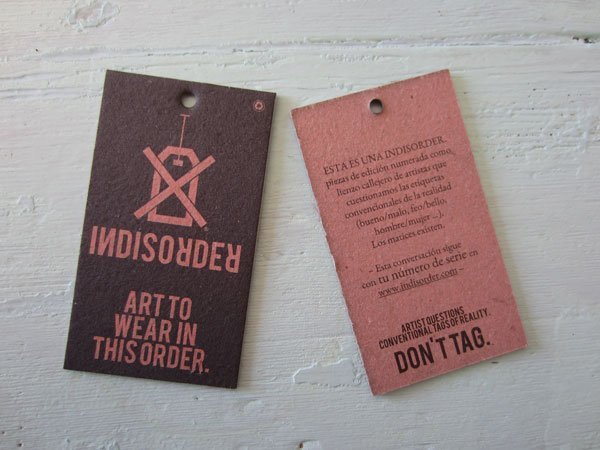 INDISORDER
ART TO
WEAR IN
THIS ORDER.
ESTA ES UNA INDISORDER.
piezas de edición numerada como
lienzo callejero de artistas que
cuestionamos las etiquetas
convencionales de la realidad
(bueno/malo, feo/bello,
hombre/mujer ...).
Los matices existen.
– Esta conversación sigue
con tu número de serie en
www.indisorder.com –
ARTIST QUESTIONS
CONVENTIONAL TAGS OF REALITY.
DON'T TAG.